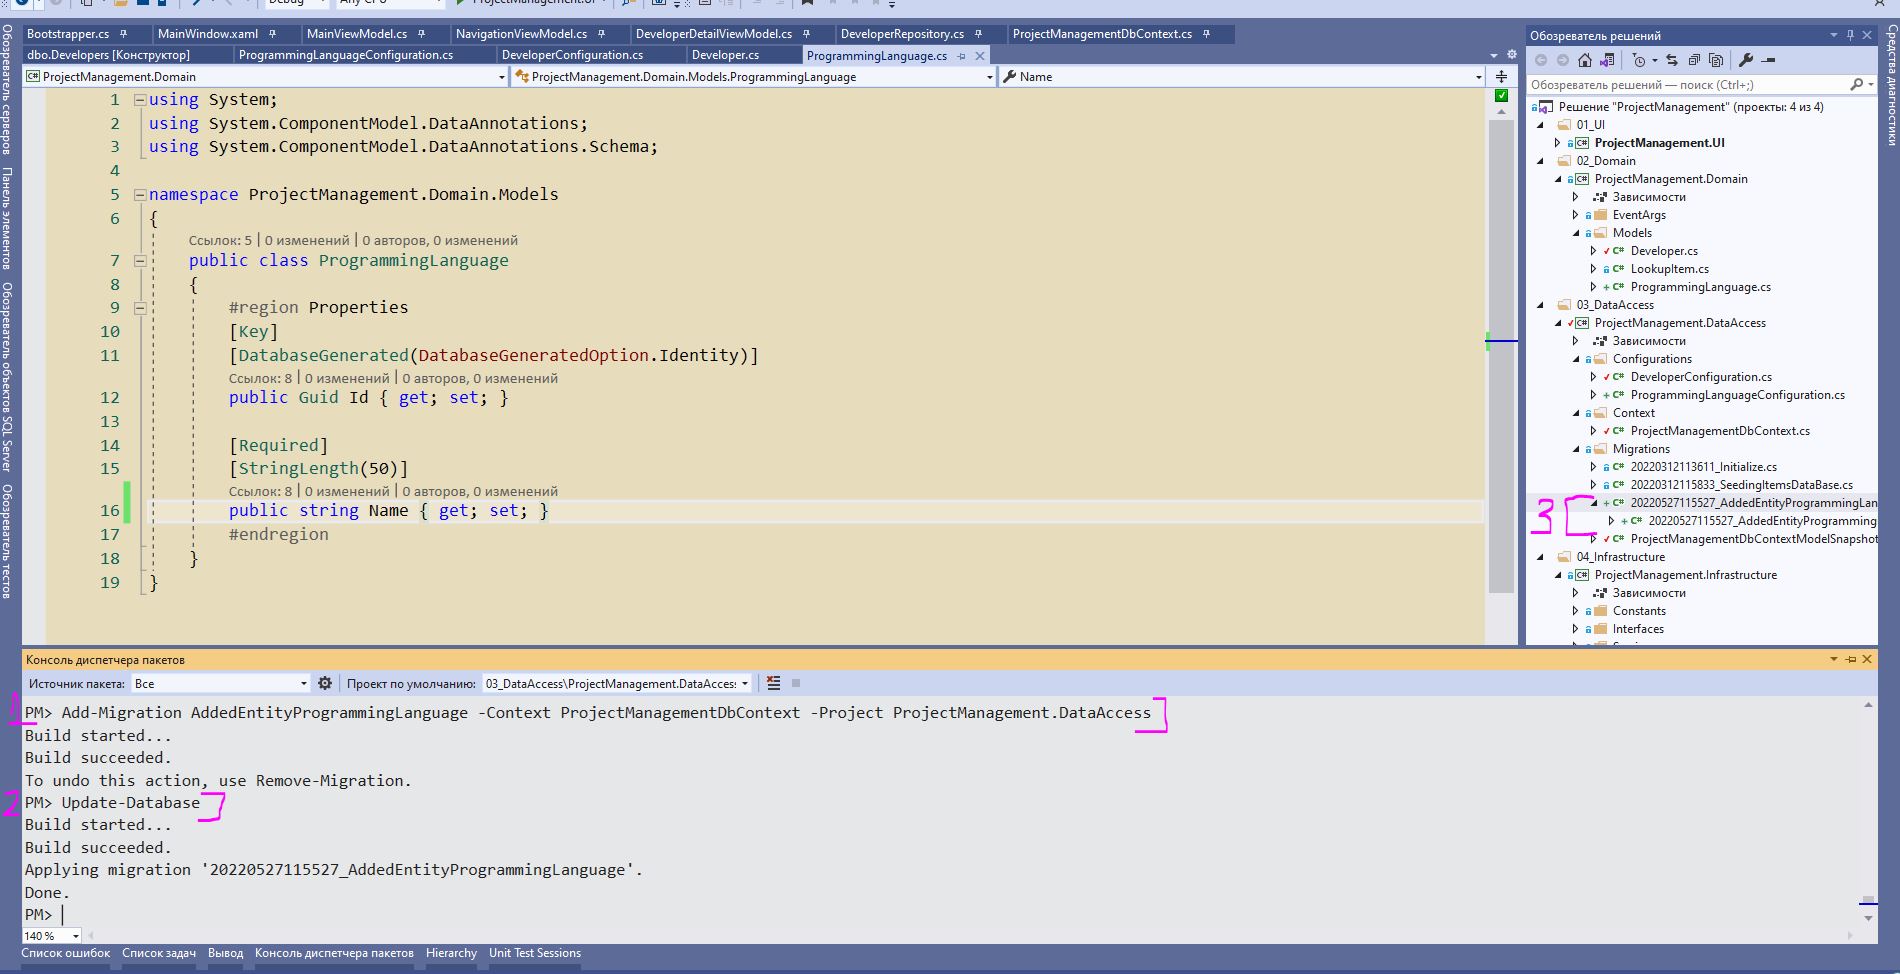 Debug
Any CPU
ProjectManagement.UI
Bootstrapper.cs
MainWindow.xaml
MainViewModel.cs
NavigationViewModel.cs
DeveloperDetailViewModel.cs
DeveloperRepository.cs
ProjectManagementDbContext.cs
dbo.Developers [Конструктор]
ProgrammingLanguageConfiguration.cs
DeveloperConfiguration.cs
Developer.cs
ProgrammingLanguage.cs
ProjectManagement.Domain
ProjectManagement.Domain.Models.ProgrammingLanguage
Name
Обозреватель серверов
Панель элементов
Обозреватель объектов SQL Server
Обозреватель тестов
1 using System;
2 using System.ComponentModel.DataAnnotations;
3 using System.ComponentModel.DataAnnotations.Schema;
4
5 namespace ProjectManagement.Domain.Models
6 {
Ссылок: 5 | 0 изменений | 0 авторов, 0 изменений
7 public class ProgrammingLanguage
8 {
9 #region Properties
10 [Key]
11 [DatabaseGenerated(DatabaseGeneratedOption.Identity)]
Ссылок: 8 | 0 изменений | 0 авторов, 0 изменений
12 public Guid Id { get; set; }
13
14 [Required]
15 [StringLength(50)]
Ссылок: 8 | 0 изменений | 0 авторов, 0 изменений
16 public string Name { get; set; }
17 #endregion
18 }
19 }
Обозреватель решений
Обозреватель решений — поиск (Ctrl+;)
Решение "ProjectManagement" (проекты: 4 из 4)
01_UI
ProjectManagement.UI
02_Domain
ProjectManagement.Domain
Зависимости
EventArgs
Models
Developer.cs
LookupItem.cs
ProgrammingLanguage.cs
03_DataAccess
ProjectManagement.DataAccess
Зависимости
Configurations
DeveloperConfiguration.cs
ProgrammingLanguageConfiguration.cs
Context
ProjectManagementDbContext.cs
Migrations
20220312113611_Initialize.cs
20220312115833_SeedingItemsDataBase.cs
20220527115527_AddedEntityProgrammingLan
3
20220527115527_AddedEntityProgramming
ProjectManagementDbContextModelSnapshot
04_Infrastructure
ProjectManagement.Infrastructure
Зависимости
Constants
Interfaces
Средства диагностики
Консоль диспетчера пакетов
Источник пакета: Все
Проект по умолчанию: 03_DataAccess\ProjectManagement.DataAccess
1
PM> Add-Migration AddedEntityProgrammingLanguage -Context ProjectManagementDbContext -Project ProjectManagement.DataAccess
Build started...
Build succeeded.
To undo this action, use Remove-Migration.
2
PM> Update-Database
Build started...
Build succeeded.
Applying migration '20220527115527_AddedEntityProgrammingLanguage'.
Done.
PM>
140 %
Список ошибок
Список задач
Вывод
Консоль диспетчера пакетов
Hierarchy
Unit Test Sessions